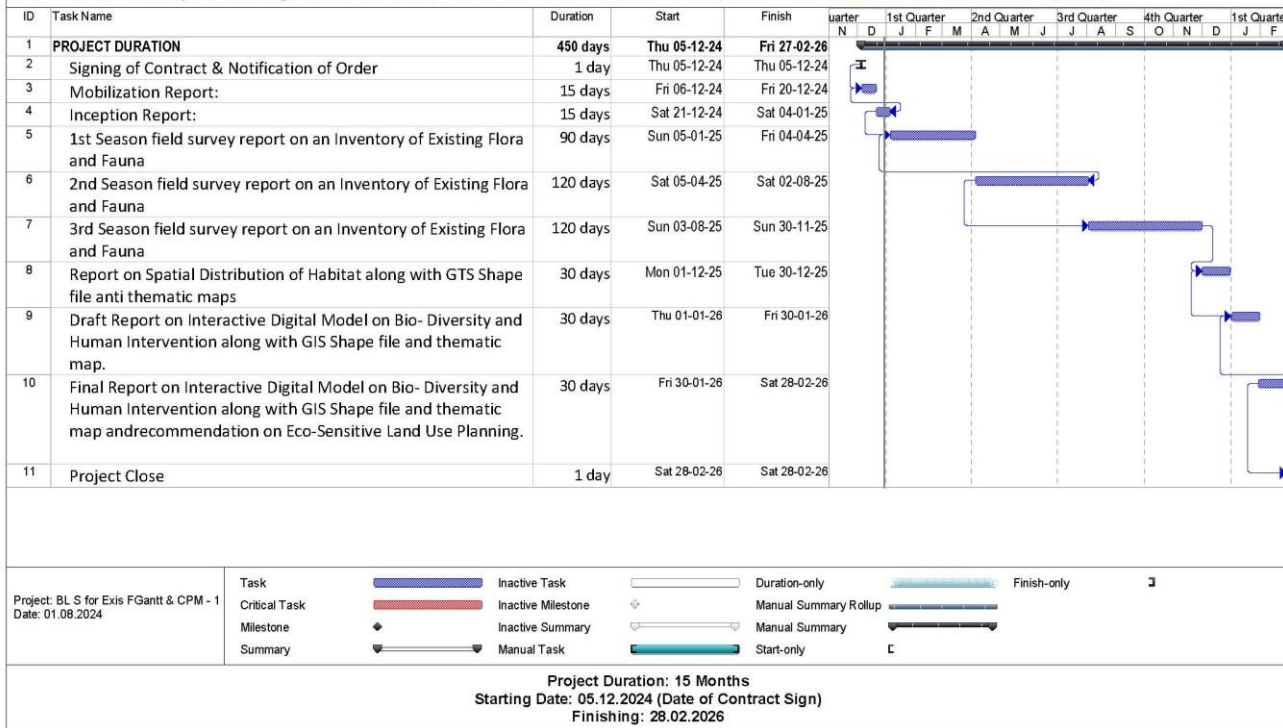 ID Task Name Duration Start Finish uarter 1st Quarter 2nd Quarter 3rd Quarter 4th Quarter 1st Quarte
N D J F M A M J J A S O N D J F
1 PROJECT DURATION 450 days Thu 05-12-24 Fri 27-02-26
2 Signing of Contract & Notification of Order 1 day Thu 05-12-24 Thu 05-12-24
3 Mobilization Report: 15 days Fri 06-12-24 Fri 20-12-24
4 Inception Report: 15 days Sat 21-12-24 Sat 04-01-25
5 1st Season field survey report on an Inventory of Existing Flora 90 days Sun 05-01-25 Fri 04-04-25
and Fauna
6 2nd Season field survey report on an Inventory of Existing Flora 120 days Sat 05-04-25 Sat 02-08-25
and Fauna
7 3rd Season field survey report on an Inventory of Existing Flora 120 days Sun 03-08-25 Sun 30-11-25
and Fauna
8 Report on Spatial Distribution of Habitat along with GTS Shape 30 days Mon 01-12-25 Tue 30-12-25
file anti thematic maps
9 Draft Report on Interactive Digital Model on Bio- Diversity and 30 days Thu 01-01-26 Fri 30-01-26
Human Intervention along with GIS Shape file and thematic
map.
10 Final Report on Interactive Digital Model on Bio- Diversity and 30 days Fri 30-01-26 Sat 28-02-26
Human Intervention along with GIS Shape file and thematic
map andrecommendation on Eco-Sensitive Land Use Planning.
11 Project Close 1 day Sat 28-02-26 Sat 28-02-26
Project: BL S for Exis FGantt & CPM - 1
Date: 01.08.2024
Task Inactive Task Duration-only Finish-only
Critical Task Inactive Milestone Manual Summary Rollup
Milestone Inactive Summary Manual Summary
Summary Manual Task Start-only
Project Duration: 15 Months
Starting Date: 05.12.2024 (Date of Contract Sign)
Finishing: 28.02.2026